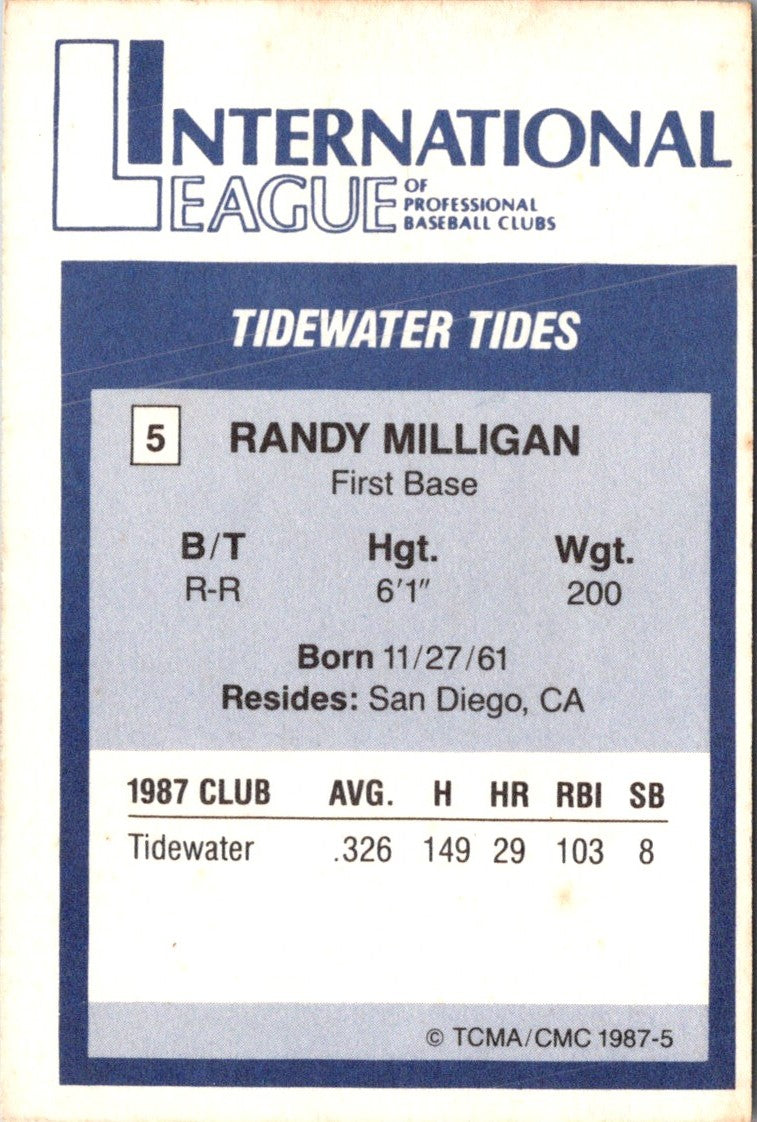 INTERNATIONAL
LEAGUE OF PROFESSIONAL BASEBALL CLUBS
TIDEWATER TIDES
5 RANDY MILLIGAN
First Base
B/T Hgt. Wgt.
R-R 6'1" 200
Born 11/27/61
Resides: San Diego, CA
1987 CLUB AVG. H HR RBI SB
Tidewater .326 149 29 103 8
© TCMA/CMC 1987-5